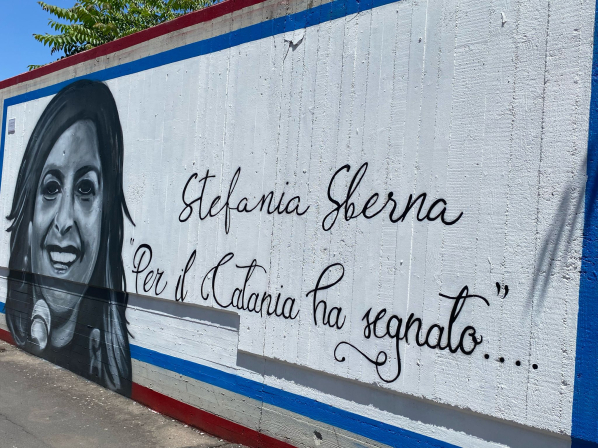 Stefania Sberna
"Per il Catania ha segnato"....